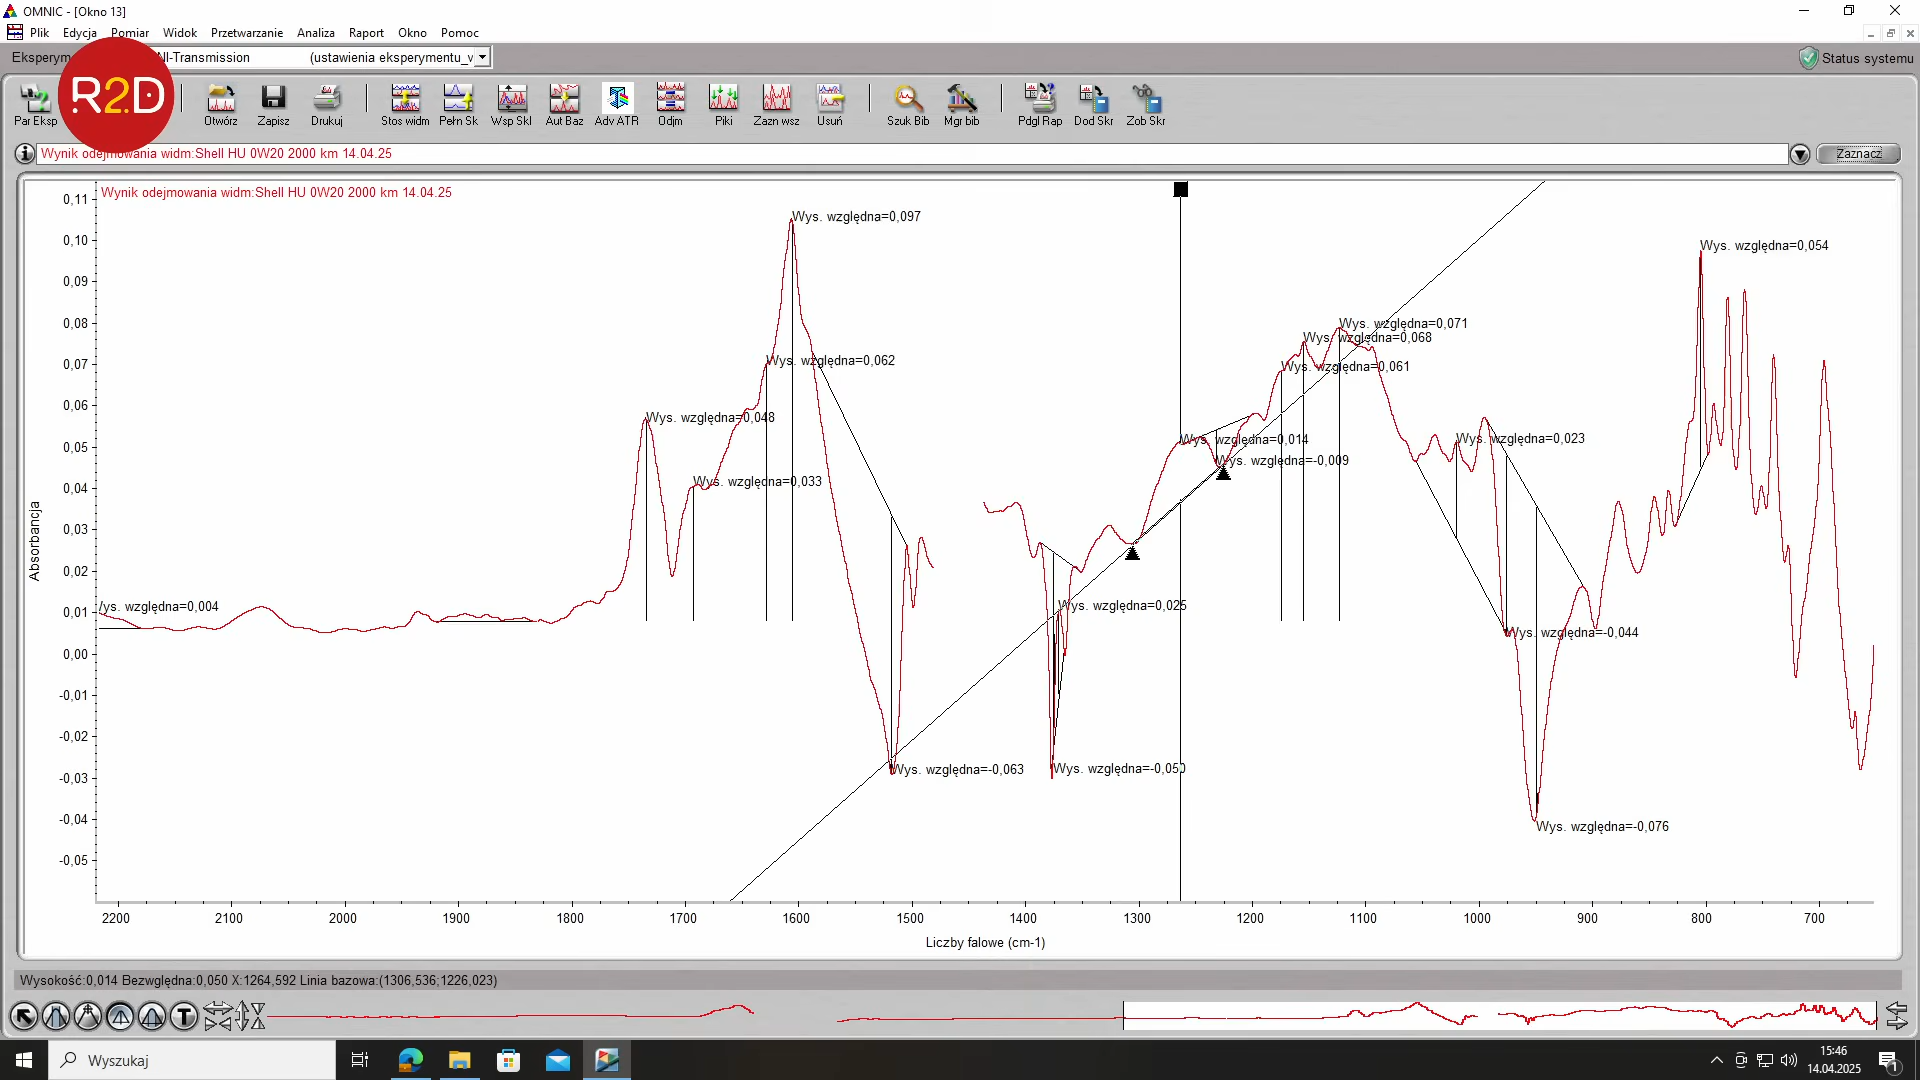 OMNIC - [Okno 13]
Plik Edycja Pomiar Widok Przetwarzanie Analiza Raport Okno Pomoc
(ustawienia eksperymentu_v
Status systemu
R2D
Par Eksp Otwórz Zapisz Drukuj Stos widm Pełn Sk Wsp Skl Aut Baz Adv ATR Odjm Piki Zazn wsz Usuń Szuk Bib Mgr bib Pdgl Rap Dod Skr Zob Skr
Wynik odejmowania widm:Shell HU 0W20 2000 km 14.04.25
Zaznacz
Wynik odejmowania widm:Shell HU 0W20 2000 km 14.04.25
0,11
0,10
0,09
0,08
0,07
0,06
0,05
0,04
0,03
0,02
0,01
0,00
-0,01
-0,02
-0,03
-0,04
-0,05
Absorbancja
Wys. względna=0,097
Wys. względna=0,054
Wys. względna=0,071
Wys. względna=0,068
Wys. względna=0,062
Wys. względna=0,061
Wys. względna=0,048
Wys. względna=0,014
Wys. względna=0,023
Wys. względna=-0,009
Wys. względna=0,033
względna=0,004
Wys. względna=0,025
Wys. względna=-0,044
Wys. względna=-0,063
Wys. względna=-0,050
Wys. względna=-0,076
2200 2100 2000 1900 1800 1700 1600 1500 1400 1300 1200 1100 1000 900 800 700
Liczby falowe (cm-1)
Wysokość:0,014 Bezwględna:0,050 X:1264,592 Linia bazowa:(1306,536;1226,023)
T
Wyszukaj
15:46
14.04.2025
1